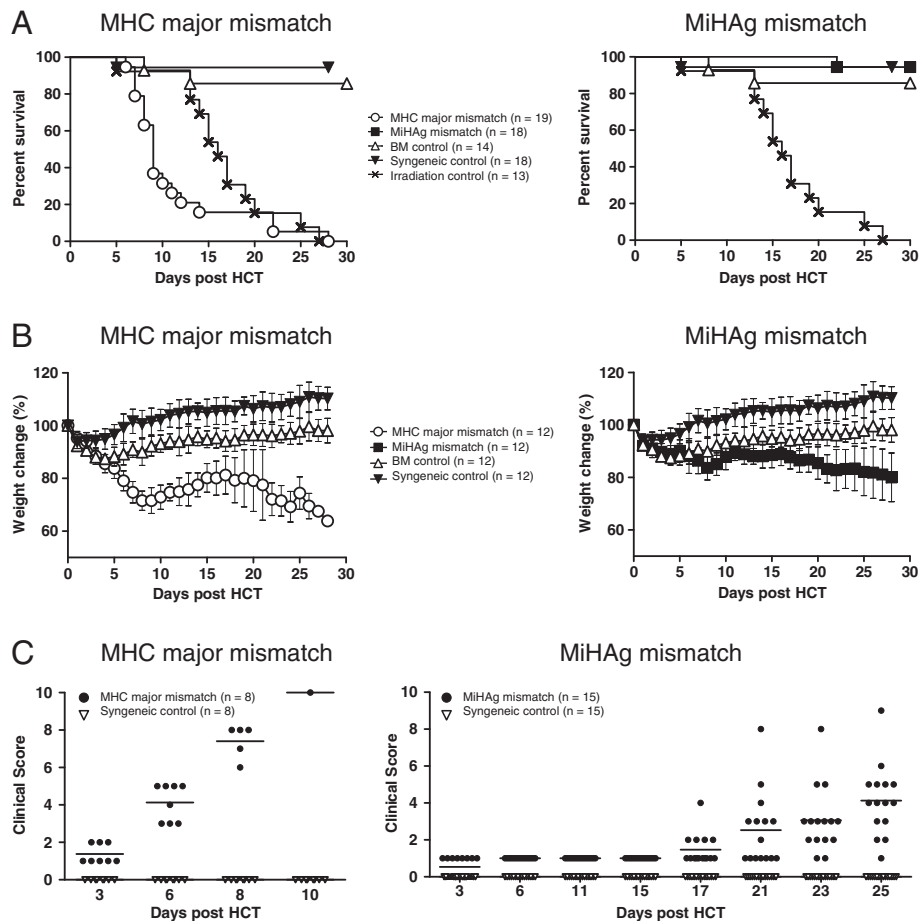 A
MHC major mismatch
MiHAg mismatch
Percent survival
100
80
60
40
20
0
0 5 10 15 20 25 30
Days post HCT
MHC major mismatch (n = 19)
MiHAg mismatch (n = 18)
BM control (n = 14)
Syngeneic control (n = 18)
Irradiation control (n = 13)
Percent survival
100
80
60
40
20
0
0 5 10 15 20 25 30
Days post HCT
B
MHC major mismatch
MiHAg mismatch
Weight change (%)
120
100
80
60
0 5 10 15 20 25 30
Days post HCT
MHC major mismatch (n = 12)
MiHAg mismatch (n = 12)
BM control (n = 12)
Syngeneic control (n = 12)
Weight change (%)
120
100
80
60
0 5 10 15 20 25 30
Days post HCT
C
MHC major mismatch
MiHAg mismatch
Clinical Score
10
8
6
4
2
0
MHC major mismatch (n = 8)
Syngeneic control (n = 8)
3 6 8 10
Days post HCT
Clinical Score
10
8
6
4
2
0
MiHAg mismatch (n = 15)
Syngeneic control (n = 15)
3 6 11 15 17 21 23 25
Days post HCT